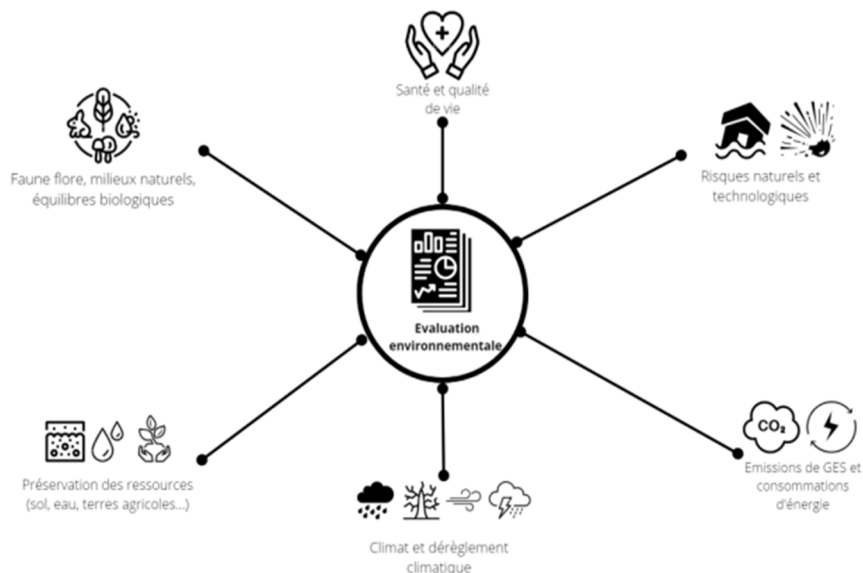 Santé et qualité
de vie
Faune flore, milieux naturels,
équilibres biologiques
Risques naturels et
technologiques
Evaluation
environnementale
CO₂
Préservation des ressources
(sol, eau, terres agricoles...)
Emissions de GES et
consommations
d'énergie
Climat et dérèglement
climatique